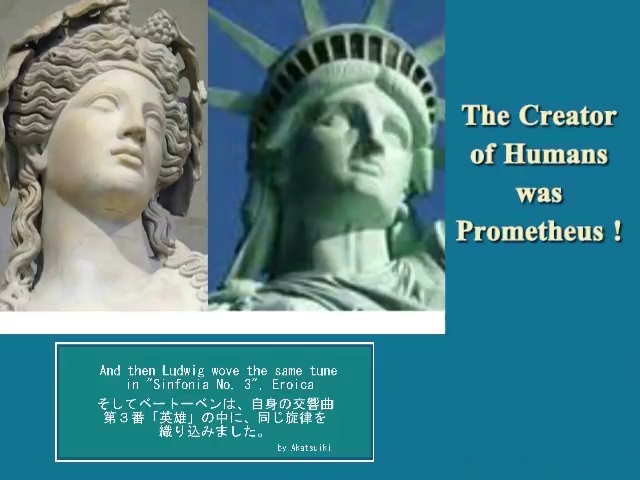 The Creator
of Humans
was
Prometheus !
And then Ludwig wove the same tune
in "Sinfonia No. 3", Eroica
そしてベートーベンは、自身の交響曲
第３番「英雄」の中に、同じ旋律を
織り込みました。
by Akatsuiki